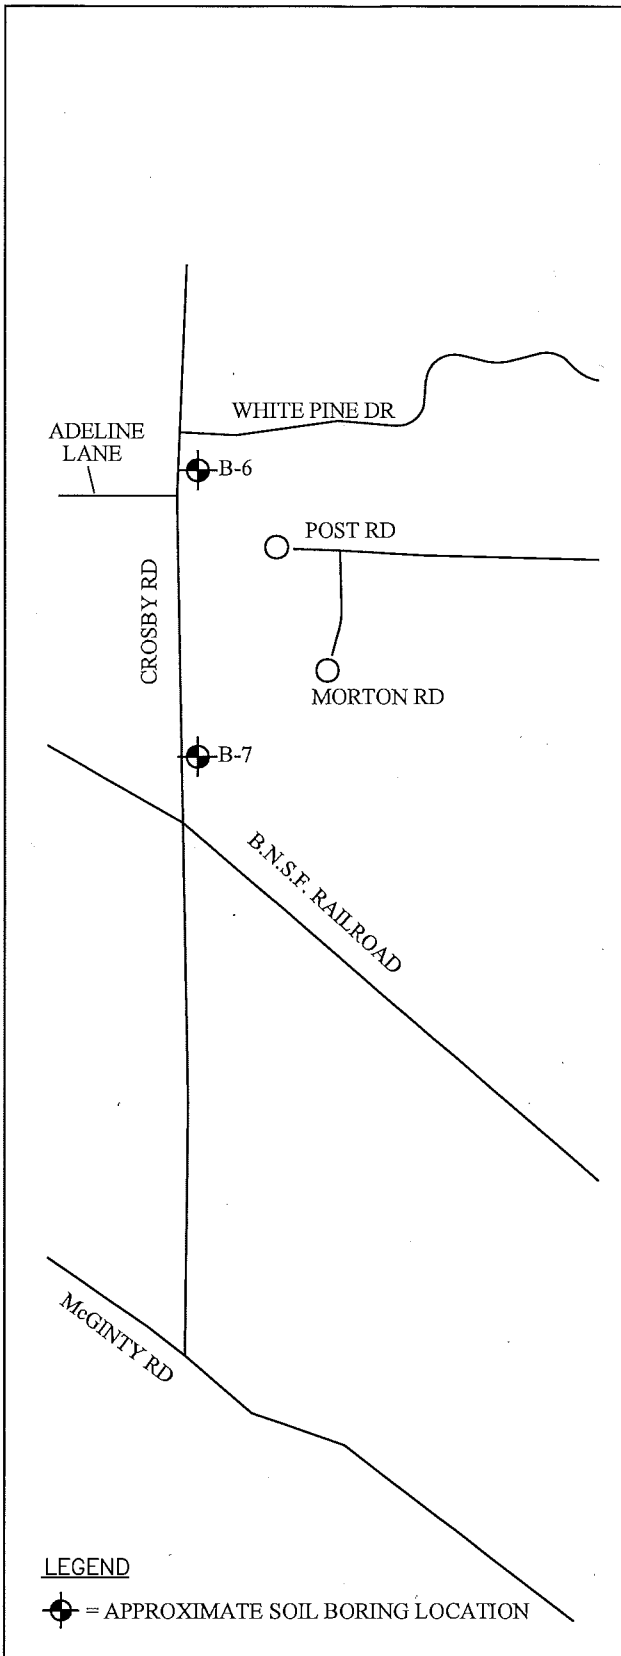 WHITE PINE DR
ADELINE
LANE
B-6
POST RD
CROSBY RD
MORTON RD
B-7
B.N.S.F. RAILROAD
McGINTY RD
LEGEND
= APPROXIMATE SOIL BORING LOCATION